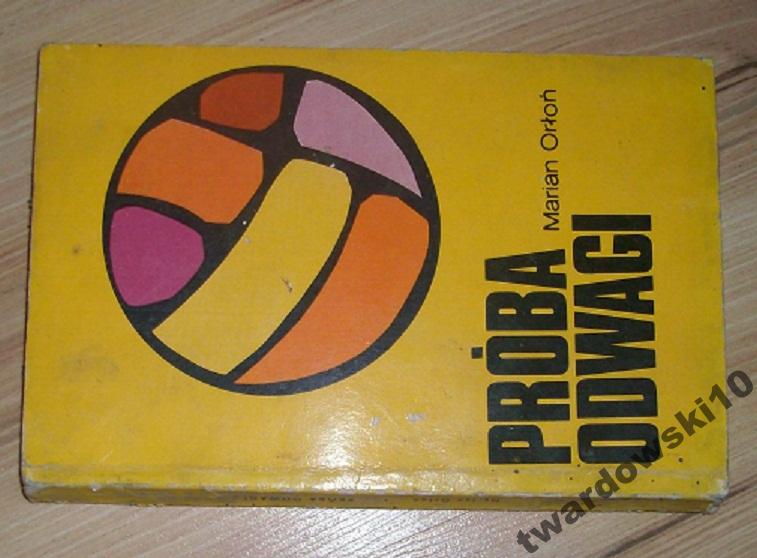 Marian Orłoń
PRÓBA
ODWAGI
twardowski10